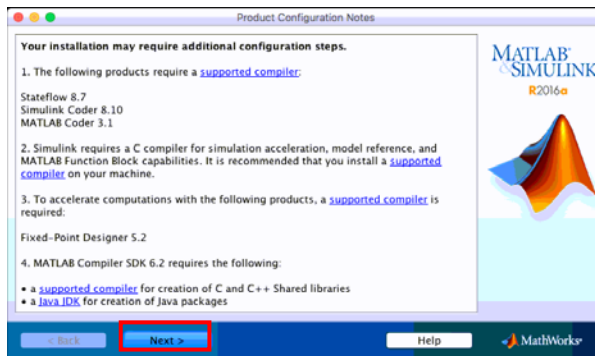 Product Configuration Notes
Your installation may require additional configuration steps.
1. The following products require a supported compiler:
Stateflow 8.7
Simulink Coder 8.10
MATLAB Coder 3.1
2. Simulink requires a C compiler for simulation acceleration, model reference, and
MATLAB Function Block capabilities. It is recommended that you install a supported
compiler on your machine.
3. To accelerate computations with the following products, a supported compiler is
required:
Fixed-Point Designer 5.2
4. MATLAB Compiler SDK 6.2 requires the following:
• a supported compiler for creation of C and C++ Shared libraries
• a Java JDK for creation of Java packages
MATLAB®
&SIMULINK
R2016a
< Back
Next >
Help
MathWorks®